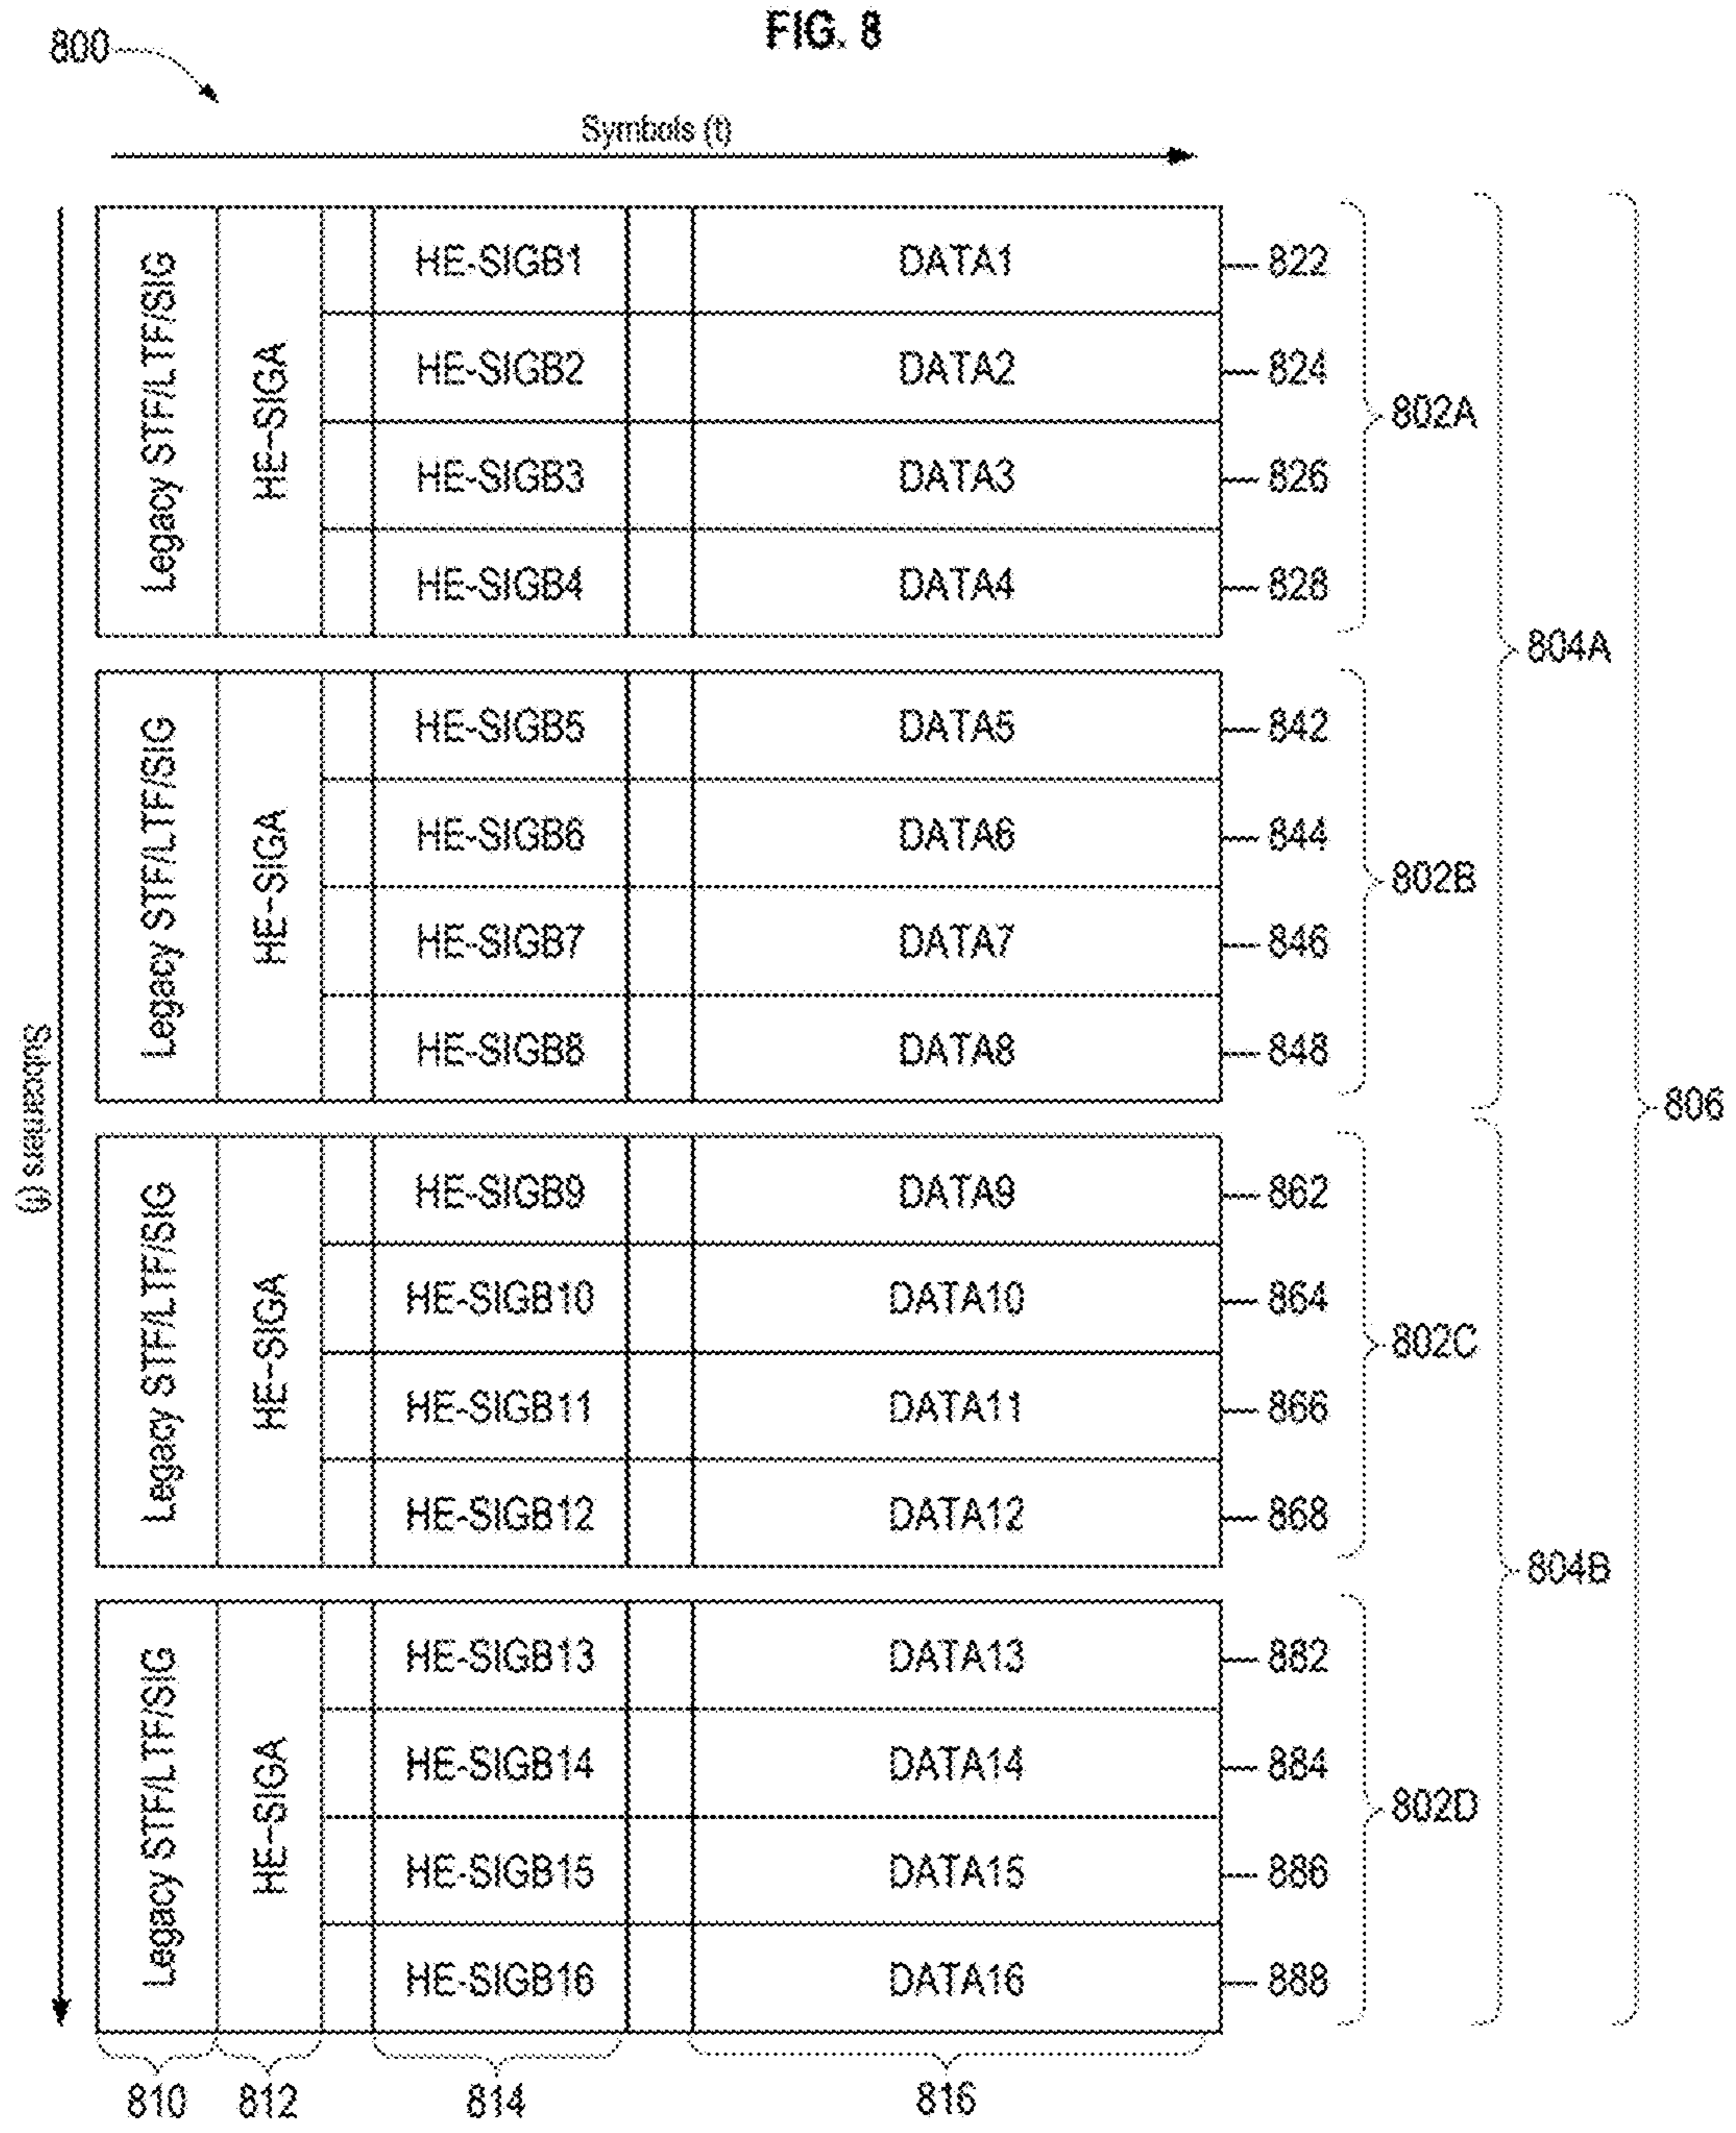 FIG. 8
800
Symbols (t)
Subcarriers (f)
Legacy STF/LTF/SIG
HE-SIGA
HE-SIGB1 DATA1 822
HE-SIGB2 DATA2 824
HE-SIGB3 DATA3 826
HE-SIGB4 DATA4 828
802A
804A
Legacy STF/LTF/SIG
HE-SIGA
HE-SIGB5 DATA5 842
HE-SIGB6 DATA6 844
HE-SIGB7 DATA7 846
HE-SIGB8 DATA8 848
802B
806
Legacy STF/LTF/SIG
HE-SIGA
HE-SIGB9 DATA9 862
HE-SIGB10 DATA10 864
HE-SIGB11 DATA11 866
HE-SIGB12 DATA12 868
802C
804B
Legacy STF/LTF/SIG
HE-SIGA
HE-SIGB13 DATA13 882
HE-SIGB14 DATA14 884
HE-SIGB15 DATA15 886
HE-SIGB16 DATA16 888
802D
810 812 814 816